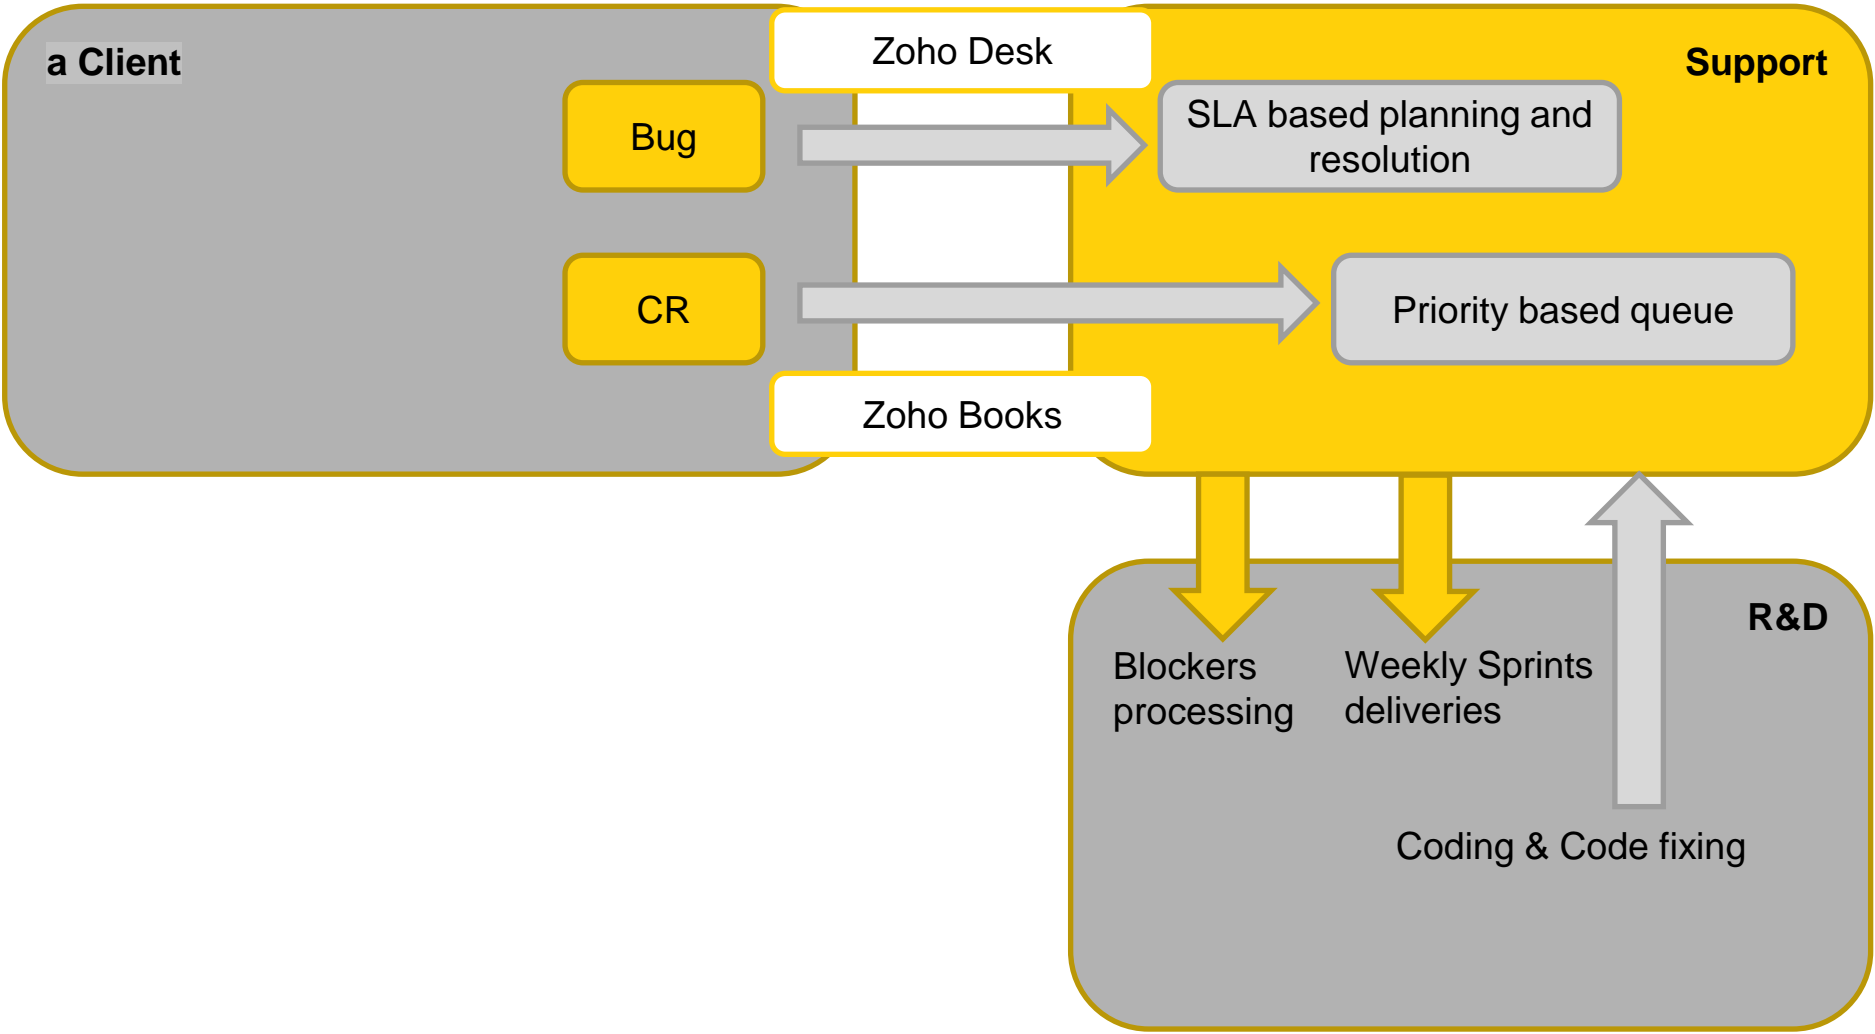 a Client
Zoho Desk
Support
Bug
SLA based planning and
resolution
CR
Priority based queue
Zoho Books
R&D
Blockers
processing
Weekly Sprints
deliveries
Coding & Code fixing